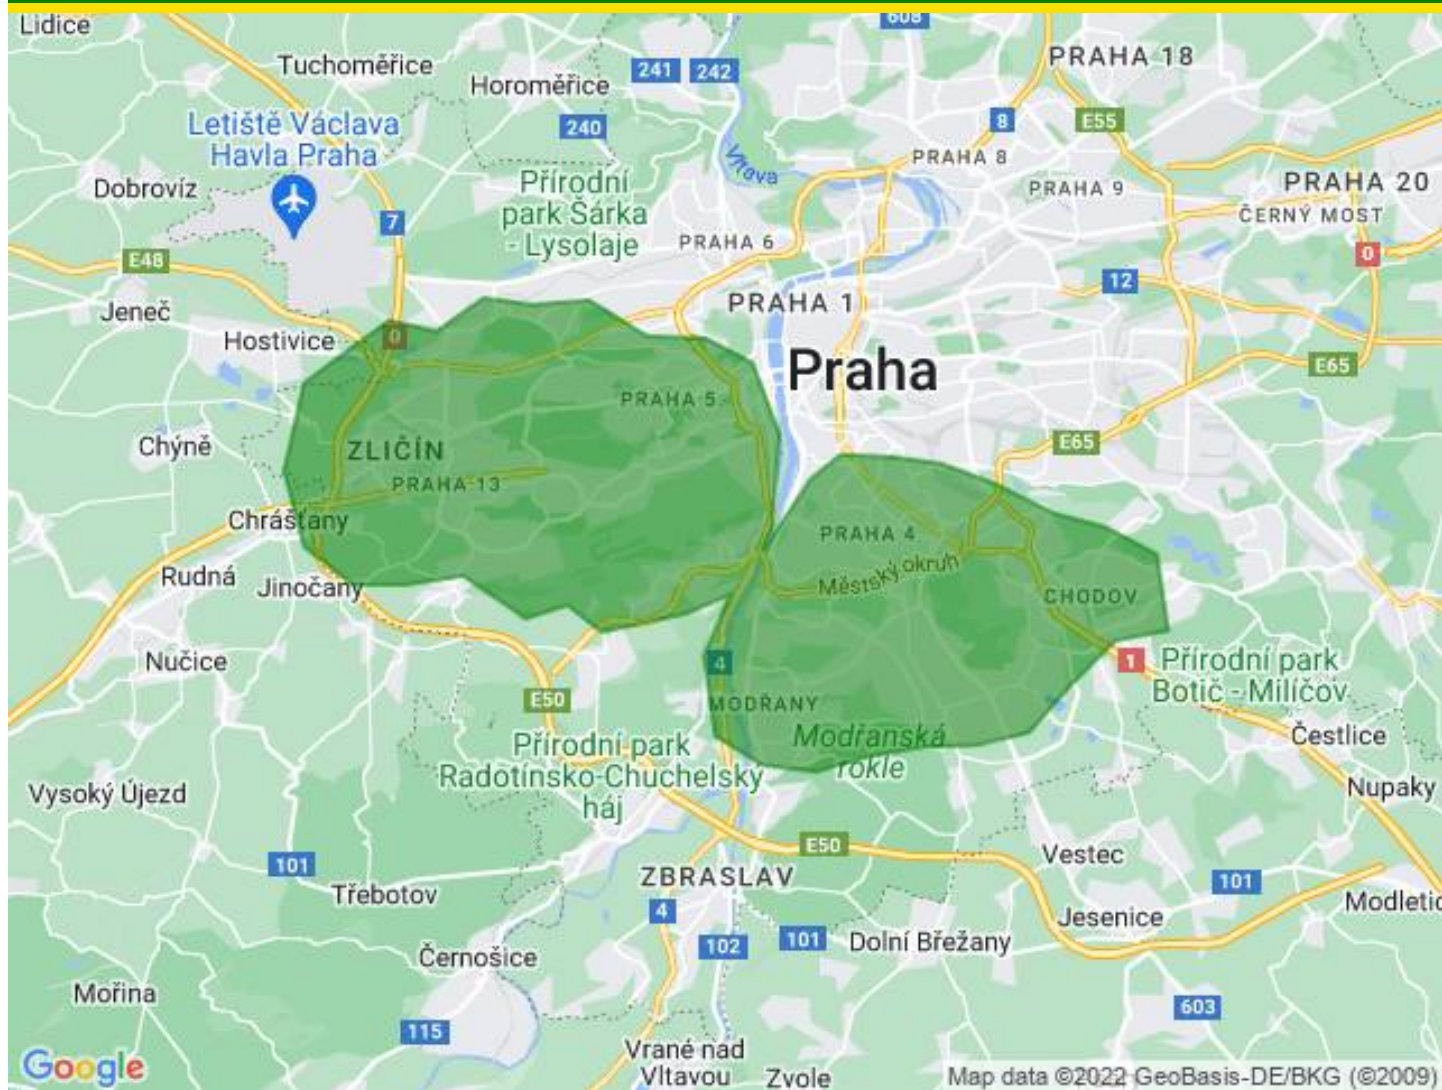 Lidice
608
PRAHA 18
Tuchoměřice
Horoměřice
241
242
Letiště Václava
Havla Praha
240
8
E55
Vltava
PRAHA 8
Dobrovíz
Přírodní
park Šárka
- Lysolaje
PRAHA 9
PRAHA 20
ČERNÝ MOST
7
PRAHA 6
E48
0
12
Jeneč
PRAHA 1
Hostivice
0
Praha
E65
PRAHA 5
Chýně
ZLIČÍN
E65
PRAHA 13
Chrášťany
PRAHA 4
Rudná
Jinočany
Městský okruh
CHODOV
Nučice
4
1
Přírodní park
Botič - Milíčov
E50
MODŘANY
Modřanská
rokle
Přírodní park
Radotínsko-Chuchelský
háj
Čestlice
Vysoký Újezd
Nupaky
E50
Vestec
101
ZBRASLAV
101
Třebotov
4
Modletic
Jesenice
102
101
Dolní Břežany
Černošice
Mořina
603
115
Vrané nad
Vltavou
Zvole
Google
Map data ©2022 GeoBasis-DE/BKG (©2009)